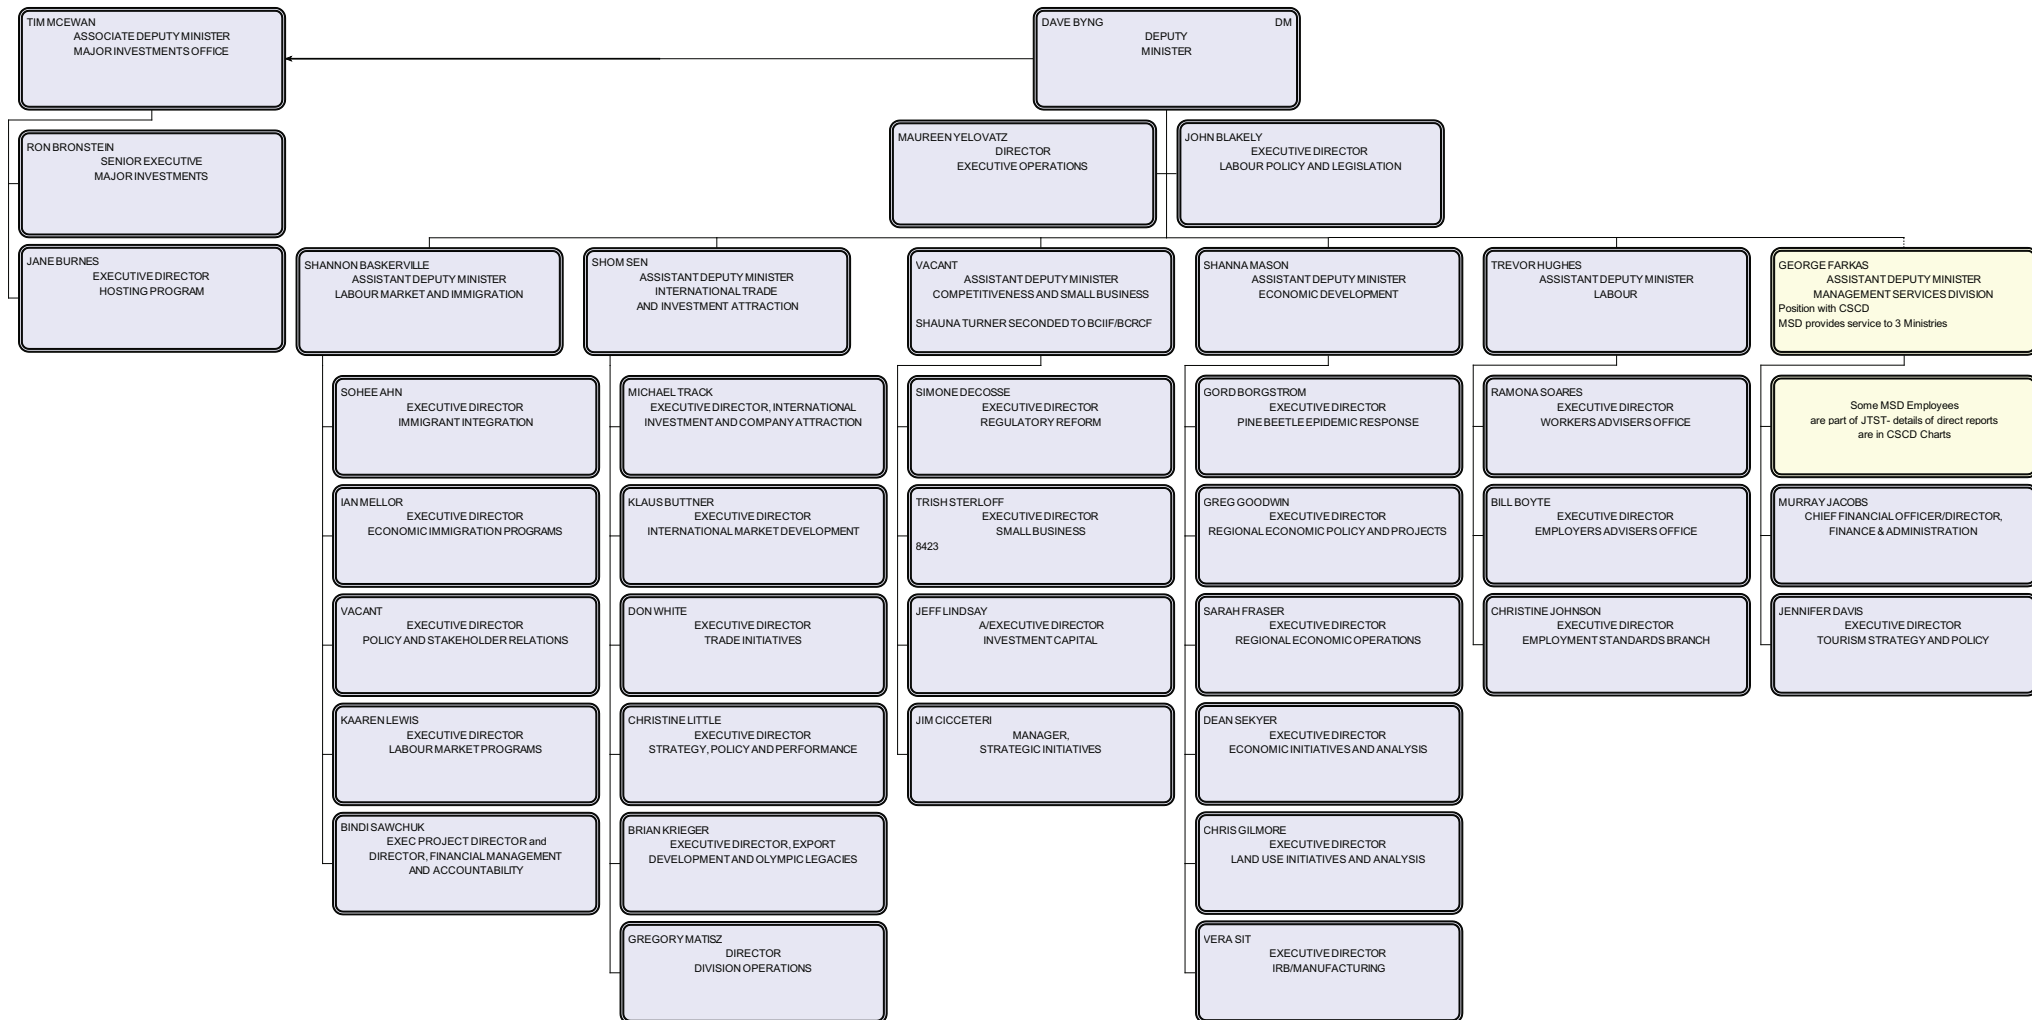 TIM MCEWAN
ASSOCIATE DEPUTY MINISTER
MAJOR INVESTMENTS OFFICE
DAVE BYNG DM
DEPUTY
MINISTER
RON BRONSTEIN
SENIOR EXECUTIVE
MAJOR INVESTMENTS
MAUREEN YELOVATZ
DIRECTOR
EXECUTIVE OPERATIONS
JOHN BLAKELY
EXECUTIVE DIRECTOR
LABOUR POLICY AND LEGISLATION
JANE BURNES
EXECUTIVE DIRECTOR
HOSTING PROGRAM
SHANNON BASKERVILLE
ASSISTANT DEPUTY MINISTER
LABOUR MARKET AND IMMIGRATION
SHOM SEN
ASSISTANT DEPUTY MINISTER
INTERNATIONAL TRADE
AND INVESTMENT ATTRACTION
VACANT
ASSISTANT DEPUTY MINISTER
COMPETITIVENESS AND SMALL BUSINESS
SHAUNA TURNER SECONDED TO BCIIF/BCRCF
SHANNA MASON
ASSISTANT DEPUTY MINISTER
ECONOMIC DEVELOPMENT
TREVOR HUGHES
ASSISTANT DEPUTY MINISTER
LABOUR
GEORGE FARKAS
ASSISTANT DEPUTY MINISTER
MANAGEMENT SERVICES DIVISION
Position with CSCD
MSD provides service to 3 Ministries
SOHEE AHN
EXECUTIVE DIRECTOR
IMMIGRANT INTEGRATION
MICHAEL TRACK
EXECUTIVE DIRECTOR, INTERNATIONAL
INVESTMENT AND COMPANY ATTRACTION
SIMONE DECOSSE
EXECUTIVE DIRECTOR
REGULATORY REFORM
GORD BORGSTROM
EXECUTIVE DIRECTOR
PINE BEETLE EPIDEMIC RESPONSE
RAMONA SOARES
EXECUTIVE DIRECTOR
WORKERS ADVISERS OFFICE
Some MSD Employees
are part of JTST- details of direct reports
are in CSCD Charts
IAN MELLOR
EXECUTIVE DIRECTOR
ECONOMIC IMMIGRATION PROGRAMS
KLAUS BUTTNER
EXECUTIVE DIRECTOR
INTERNATIONAL MARKET DEVELOPMENT
TRISH STERLOFF
EXECUTIVE DIRECTOR
SMALL BUSINESS
8423
GREG GOODWIN
EXECUTIVE DIRECTOR
REGIONAL ECONOMIC POLICY AND PROJECTS
BILL BOYTE
EXECUTIVE DIRECTOR
EMPLOYERS ADVISERS OFFICE
MURRAY JACOBS
CHIEF FINANCIAL OFFICER/DIRECTOR,
FINANCE & ADMINISTRATION
VACANT
EXECUTIVE DIRECTOR
POLICY AND STAKEHOLDER RELATIONS
DON WHITE
EXECUTIVE DIRECTOR
TRADE INITIATIVES
JEFF LINDSAY
A/EXECUTIVE DIRECTOR
INVESTMENT CAPITAL
SARAH FRASER
EXECUTIVE DIRECTOR
REGIONAL ECONOMIC OPERATIONS
CHRISTINE JOHNSON
EXECUTIVE DIRECTOR
EMPLOYMENT STANDARDS BRANCH
JENNIFER DAVIS
EXECUTIVE DIRECTOR
TOURISM STRATEGY AND POLICY
KAAREN LEWIS
EXECUTIVE DIRECTOR
LABOUR MARKET PROGRAMS
CHRISTINE LITTLE
EXECUTIVE DIRECTOR
STRATEGY, POLICY AND PERFORMANCE
JIM CICCETERI
MANAGER,
STRATEGIC INITIATIVES
DEAN SEKYER
EXECUTIVE DIRECTOR
ECONOMIC INITIATIVES AND ANALYSIS
BINDI SAWCHUK
EXEC PROJECT DIRECTOR and
DIRECTOR, FINANCIAL MANAGEMENT
AND ACCOUNTABILITY
BRIAN KRIEGER
EXECUTIVE DIRECTOR, EXPORT
DEVELOPMENT AND OLYMPIC LEGACIES
CHRIS GILMORE
EXECUTIVE DIRECTOR
LAND USE INITIATIVES AND ANALYSIS
GREGORY MATISZ
DIRECTOR
DIVISION OPERATIONS
VERA SIT
EXECUTIVE DIRECTOR
IRB/MANUFACTURING